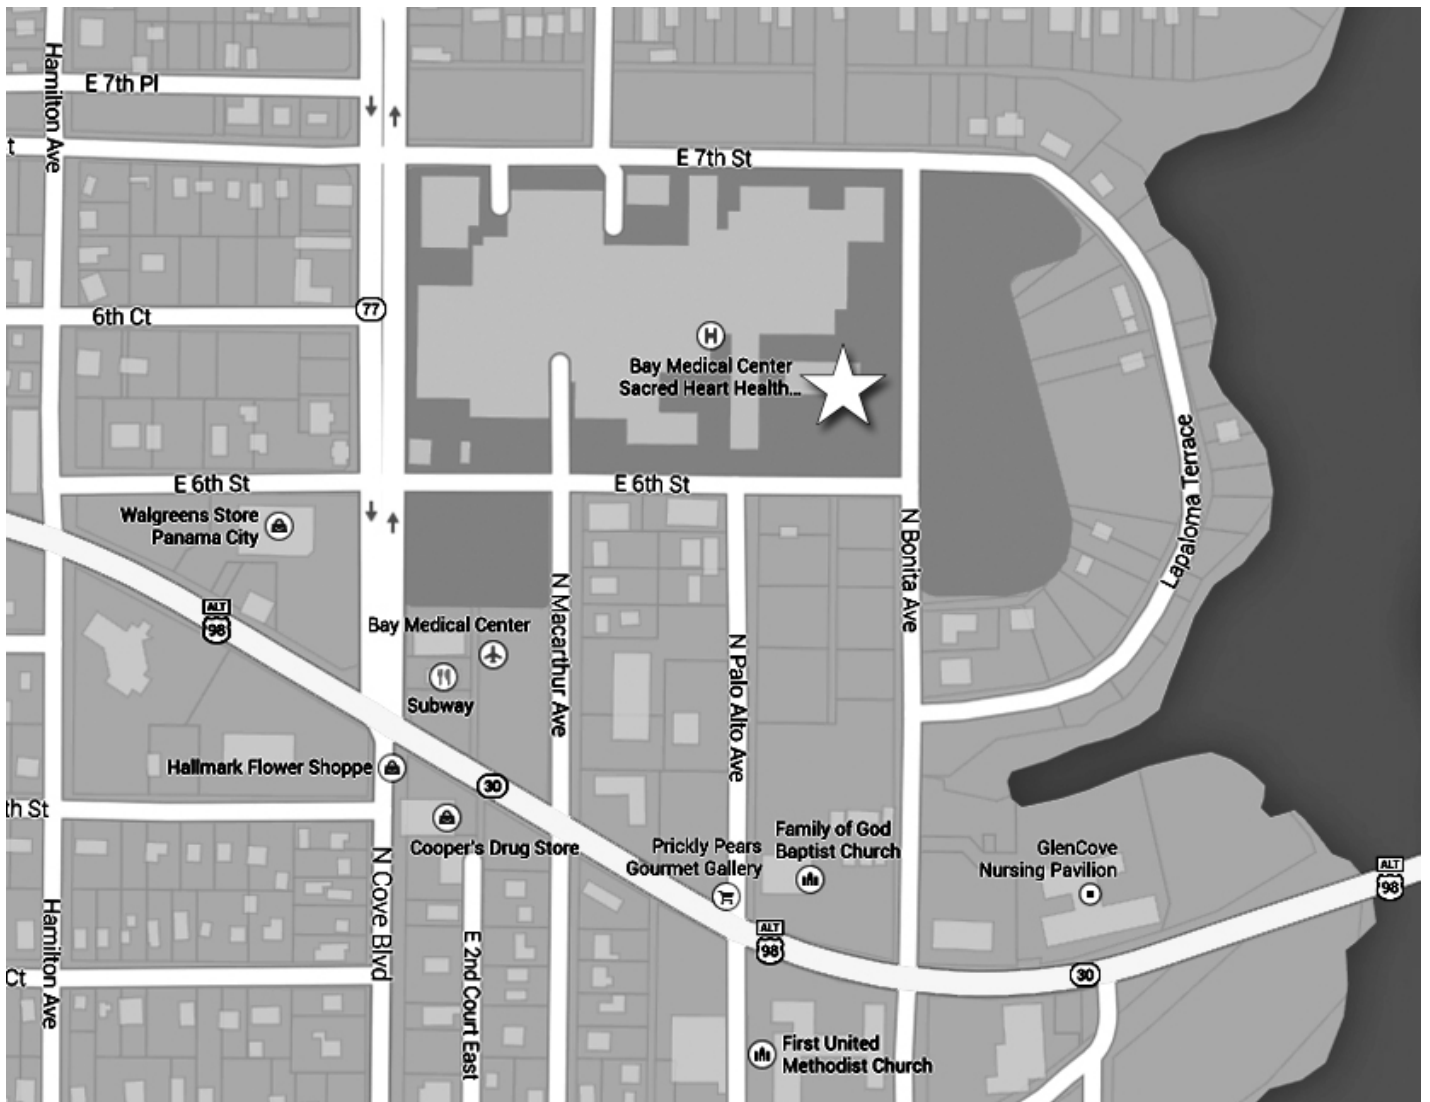 Hamilton Ave
E 7th Pl
t
E 7th St
77
6th Ct
H
Bay Medical Center
Sacred Heart Health...
E 6th St
E 6th St
Walgreens Store
Panama City
Lapaloma Terrace
N Bonita Ave
ALT
98
Bay Medical Center
N Macarthur Ave
N Palo Alto Ave
Subway
Hallmark Flower Shoppe
30
th St
Cooper's Drug Store
Prickly Pears
Gourmet Gallery
Family of God
Baptist Church
GlenCove
Nursing Pavilion
ALT
98
N Cove Blvd
Hamilton Ave
E 2nd Court East
ALT
98
Ct
30
First United
Methodist Church